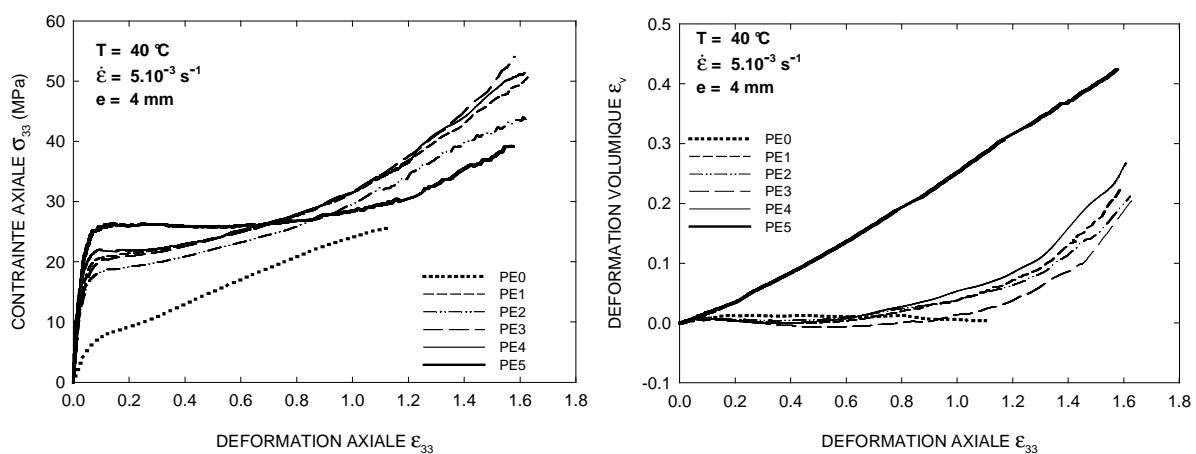 60
50
40
30
20
10
0
CONTRAINTE AXIALE σ33 (MPa)
T = 40 °C
ε̇ = 5.10⁻³ s⁻¹
e = 4 mm
PE0
PE1
PE2
PE3
PE4
PE5
0.0 0.2 0.4 0.6 0.8 1.0 1.2 1.4 1.6 1.8
DEFORMATION AXIALE ε33
0.5
0.4
0.3
0.2
0.1
0.0
-0.1
DEFORMATION VOLUMIQUE εv
T = 40 °C
ε̇ = 5.10⁻³ s⁻¹
e = 4 mm
PE0
PE1
PE2
PE3
PE4
PE5
0.0 0.2 0.4 0.6 0.8 1.0 1.2 1.4 1.6 1.8
DEFORMATION AXIALE ε33